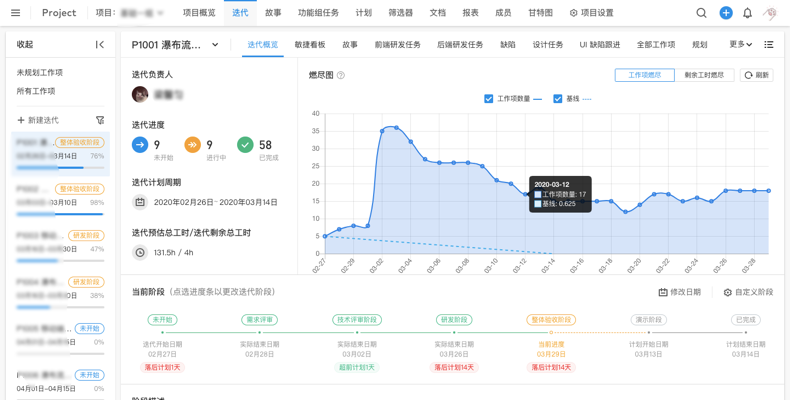 Project
项目:
项目概览 迭代 故事 功能组任务 计划 筛选器 文档 报表 成员 甘特图 项目设置
收起
未规划工作项
所有工作项
新建迭代
整体验收阶段
3月14日 76%
整体验收阶段
03月10日 98%
研发阶段
30日 47%
研发阶段
38%
未开始
5日 0%
未开始
04月01日-04月15日 0%
P1001 瀑布流...
迭代概览 敏捷看板 故事 前端研发任务 后端研发任务 缺陷 设计任务 UI 缺陷跟进 全部工作项 规划 更多
迭代负责人
迭代进度
9 9 58
未开始 进行中 已完成
迭代计划周期
2020年02月26日- 2020年03月14日
迭代预估总工时/迭代剩余总工时
131.5h / 4h
燃尽图
工作项燃尽 剩余工时燃尽 刷新
工作项数量 基线
40
35
30
25
20
15
10
5
0
2020-03-12
工作项数量: 17
基线: 0.625
02-27 02-29 03-02 03-04 03-06 03-08 03-10 03-12 03-14 03-16 03-18 03-20 03-22 03-24 03-26 03-28
当前阶段 (点选进度条以更改迭代阶段)
修改日期 自定义阶段
未开始 需求评审 技术评审阶段 研发阶段 整体验收阶段 演示阶段 已完成
迭代开始日期 实际结束日期 实际结束日期 实际结束日期 当前进度 计划开始日期 计划结束日期
02月27日 02月28日 03月02日 03月26日 03月29日 03月13日 03月14日
落后计划1天 超前计划1天 落后计划14天 落后计划14天